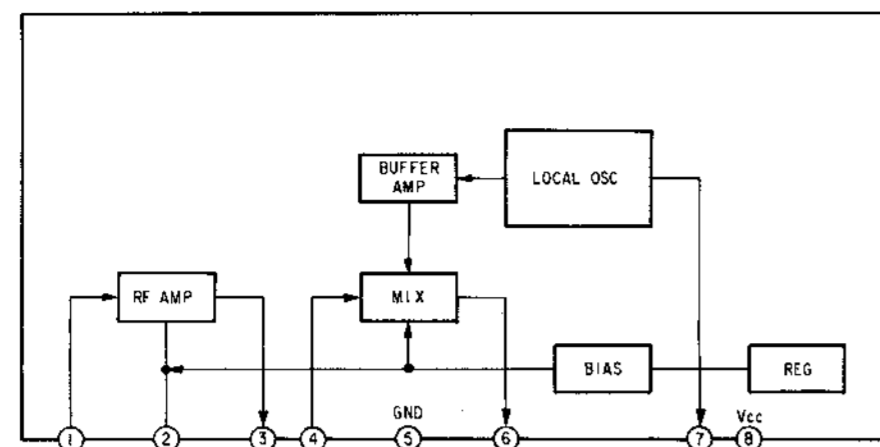 BUFFER
AMP
LOCAL OSC
RF AMP
MIX
BIAS
REG
GND
Vcc
1 2 3 4 5 6 7 8